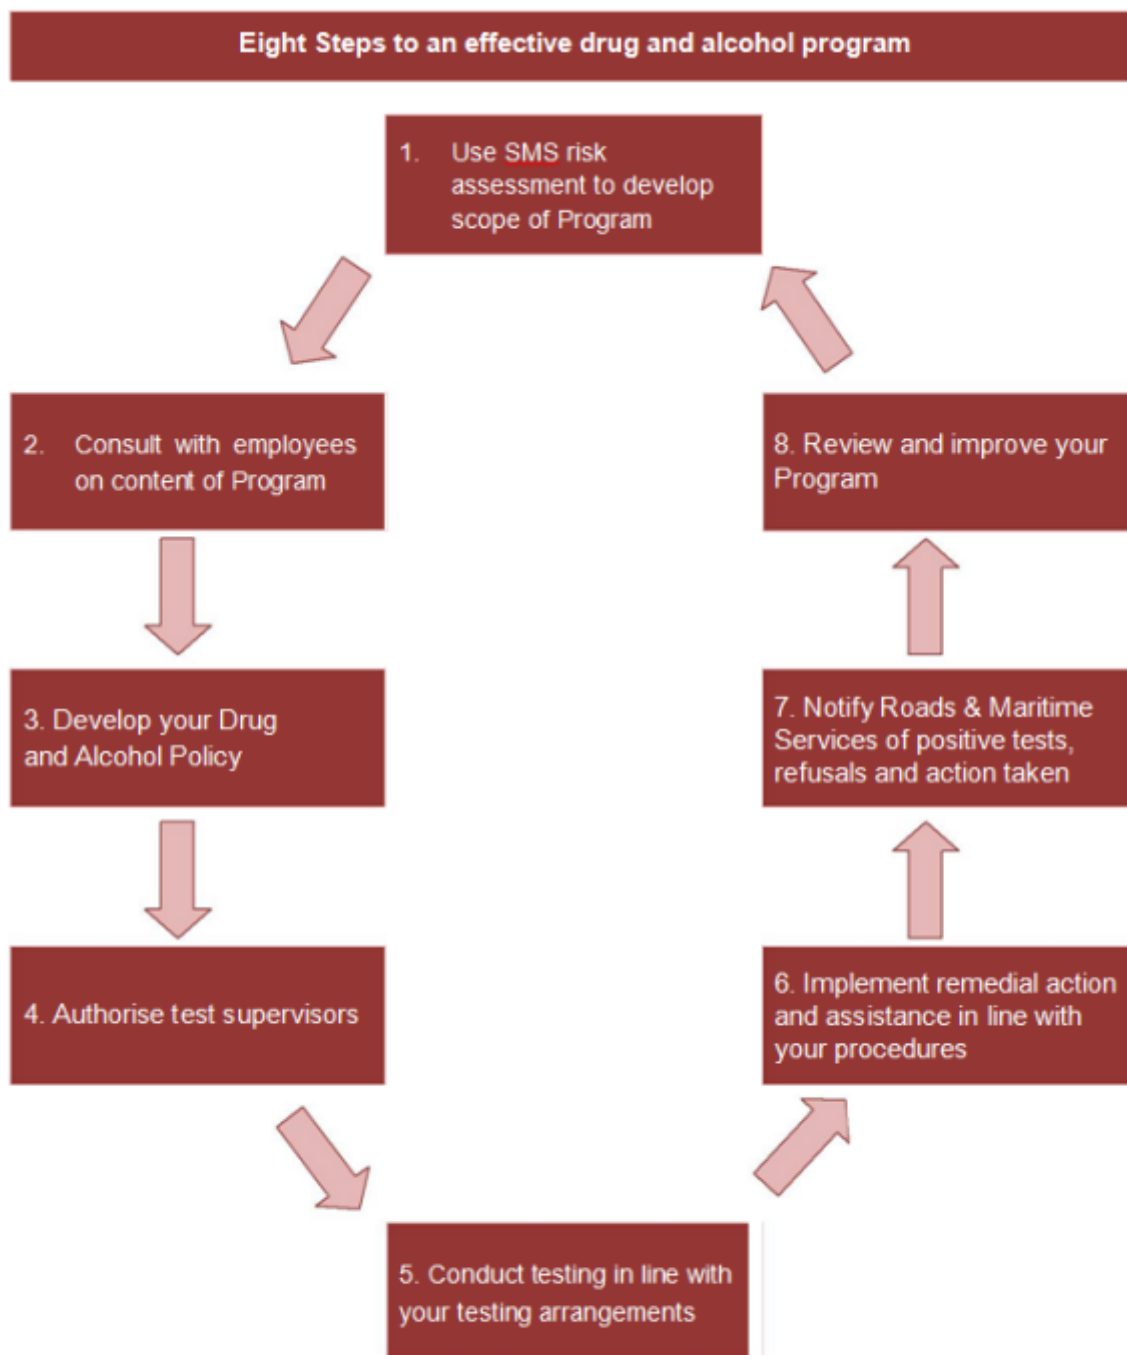 Eight Steps to an effective drug and alcohol program
1. Use SMS risk
assessment to develop
scope of Program
2. Consult with employees
on content of Program
3. Develop your Drug
and Alcohol Policy
4. Authorise test supervisors
5. Conduct testing in line with
your testing arrangements
6. Implement remedial action
and assistance in line with
your procedures
7. Notify Roads & Maritime
Services of positive tests,
refusals and action taken
8. Review and improve your
Program